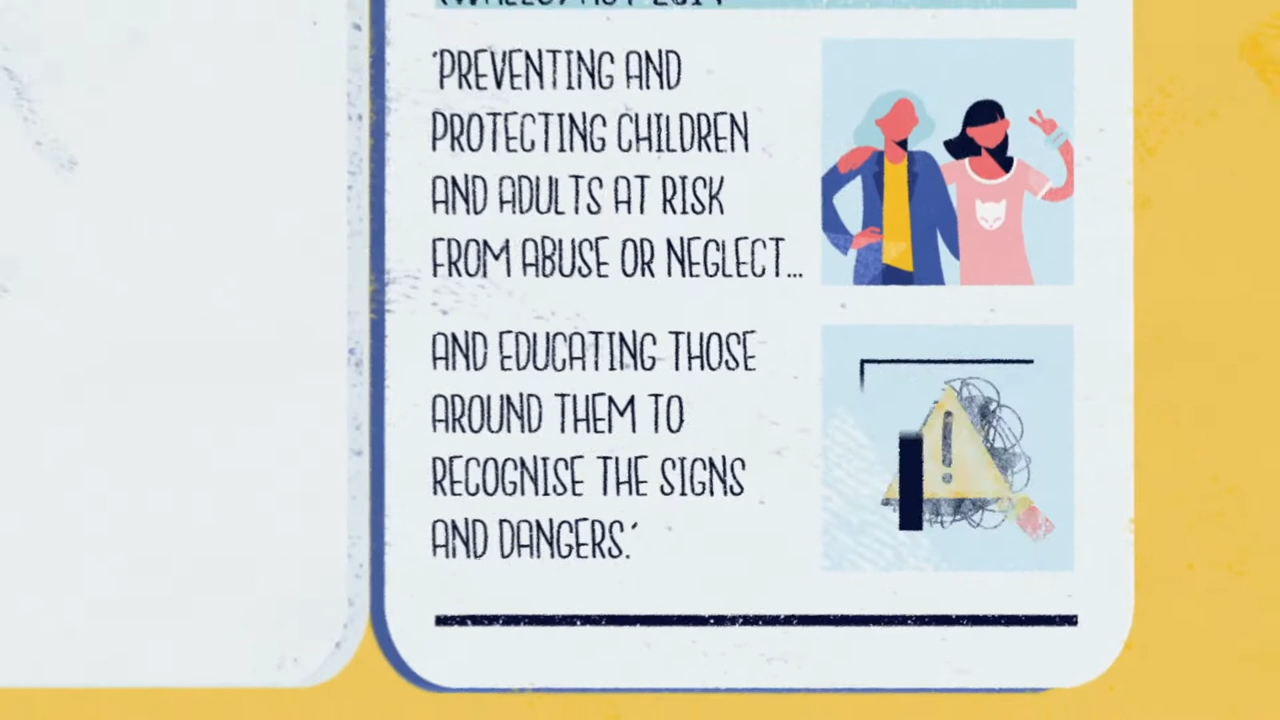 ‘PREVENTING AND
PROTECTING CHILDREN
AND ADULTS AT RISK
FROM ABUSE OR NEGLECT...
AND EDUCATING THOSE
AROUND THEM TO
RECOGNISE THE SIGNS
AND DANGERS.’
!